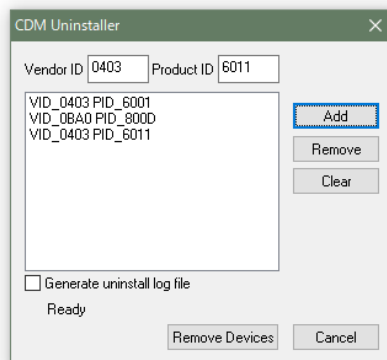 CDM Uninstaller
Vendor ID 0403 Product ID 6011
VID_0403 PID_6001
VID_0BA0 PID_800D
VID_0403 PID_6011
Add
Remove
Clear
Generate uninstall log file
Ready
Remove Devices Cancel